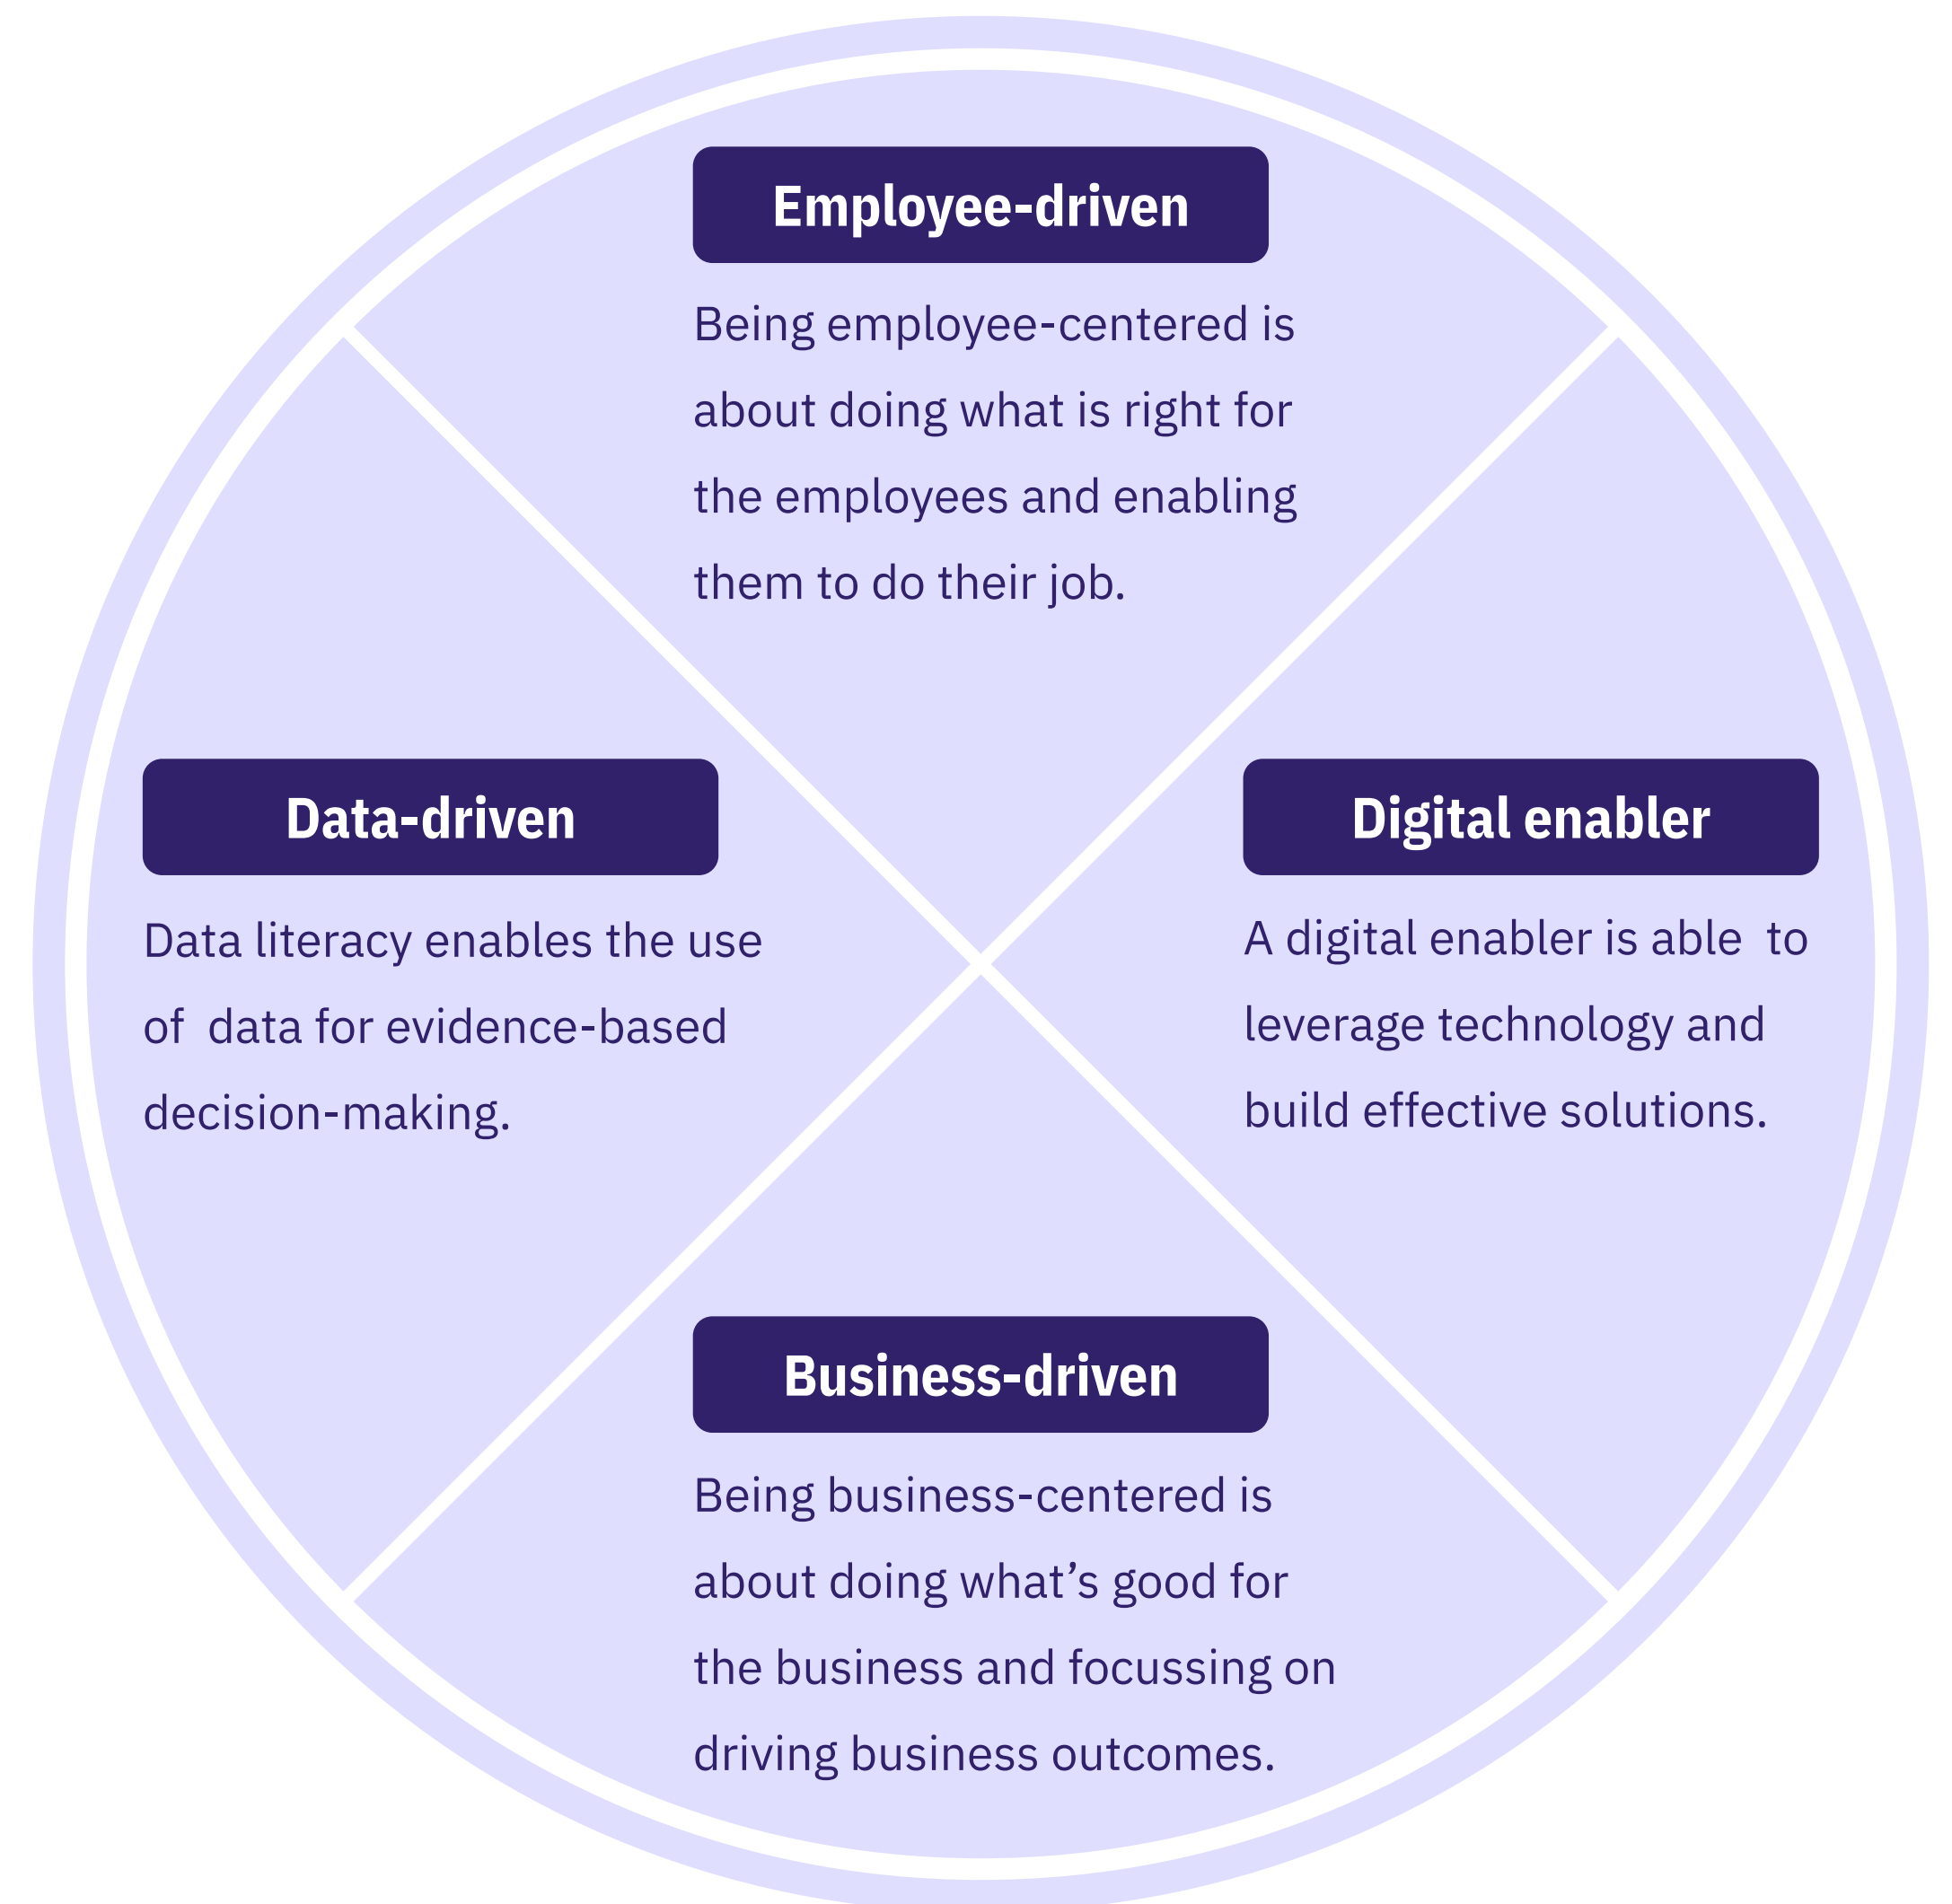 Employee-driven
Being employee-centered is
about doing what is right for
the employees and enabling
them to do their job.
Data-driven
Data literacy enables the use
of data for evidence-based
decision-making.
Digital enabler
A digital enabler is able to
leverage technology and
build effective solutions.
Business-driven
Being business-centered is
about doing what’s good for
the business and focussing on
driving business outcomes.